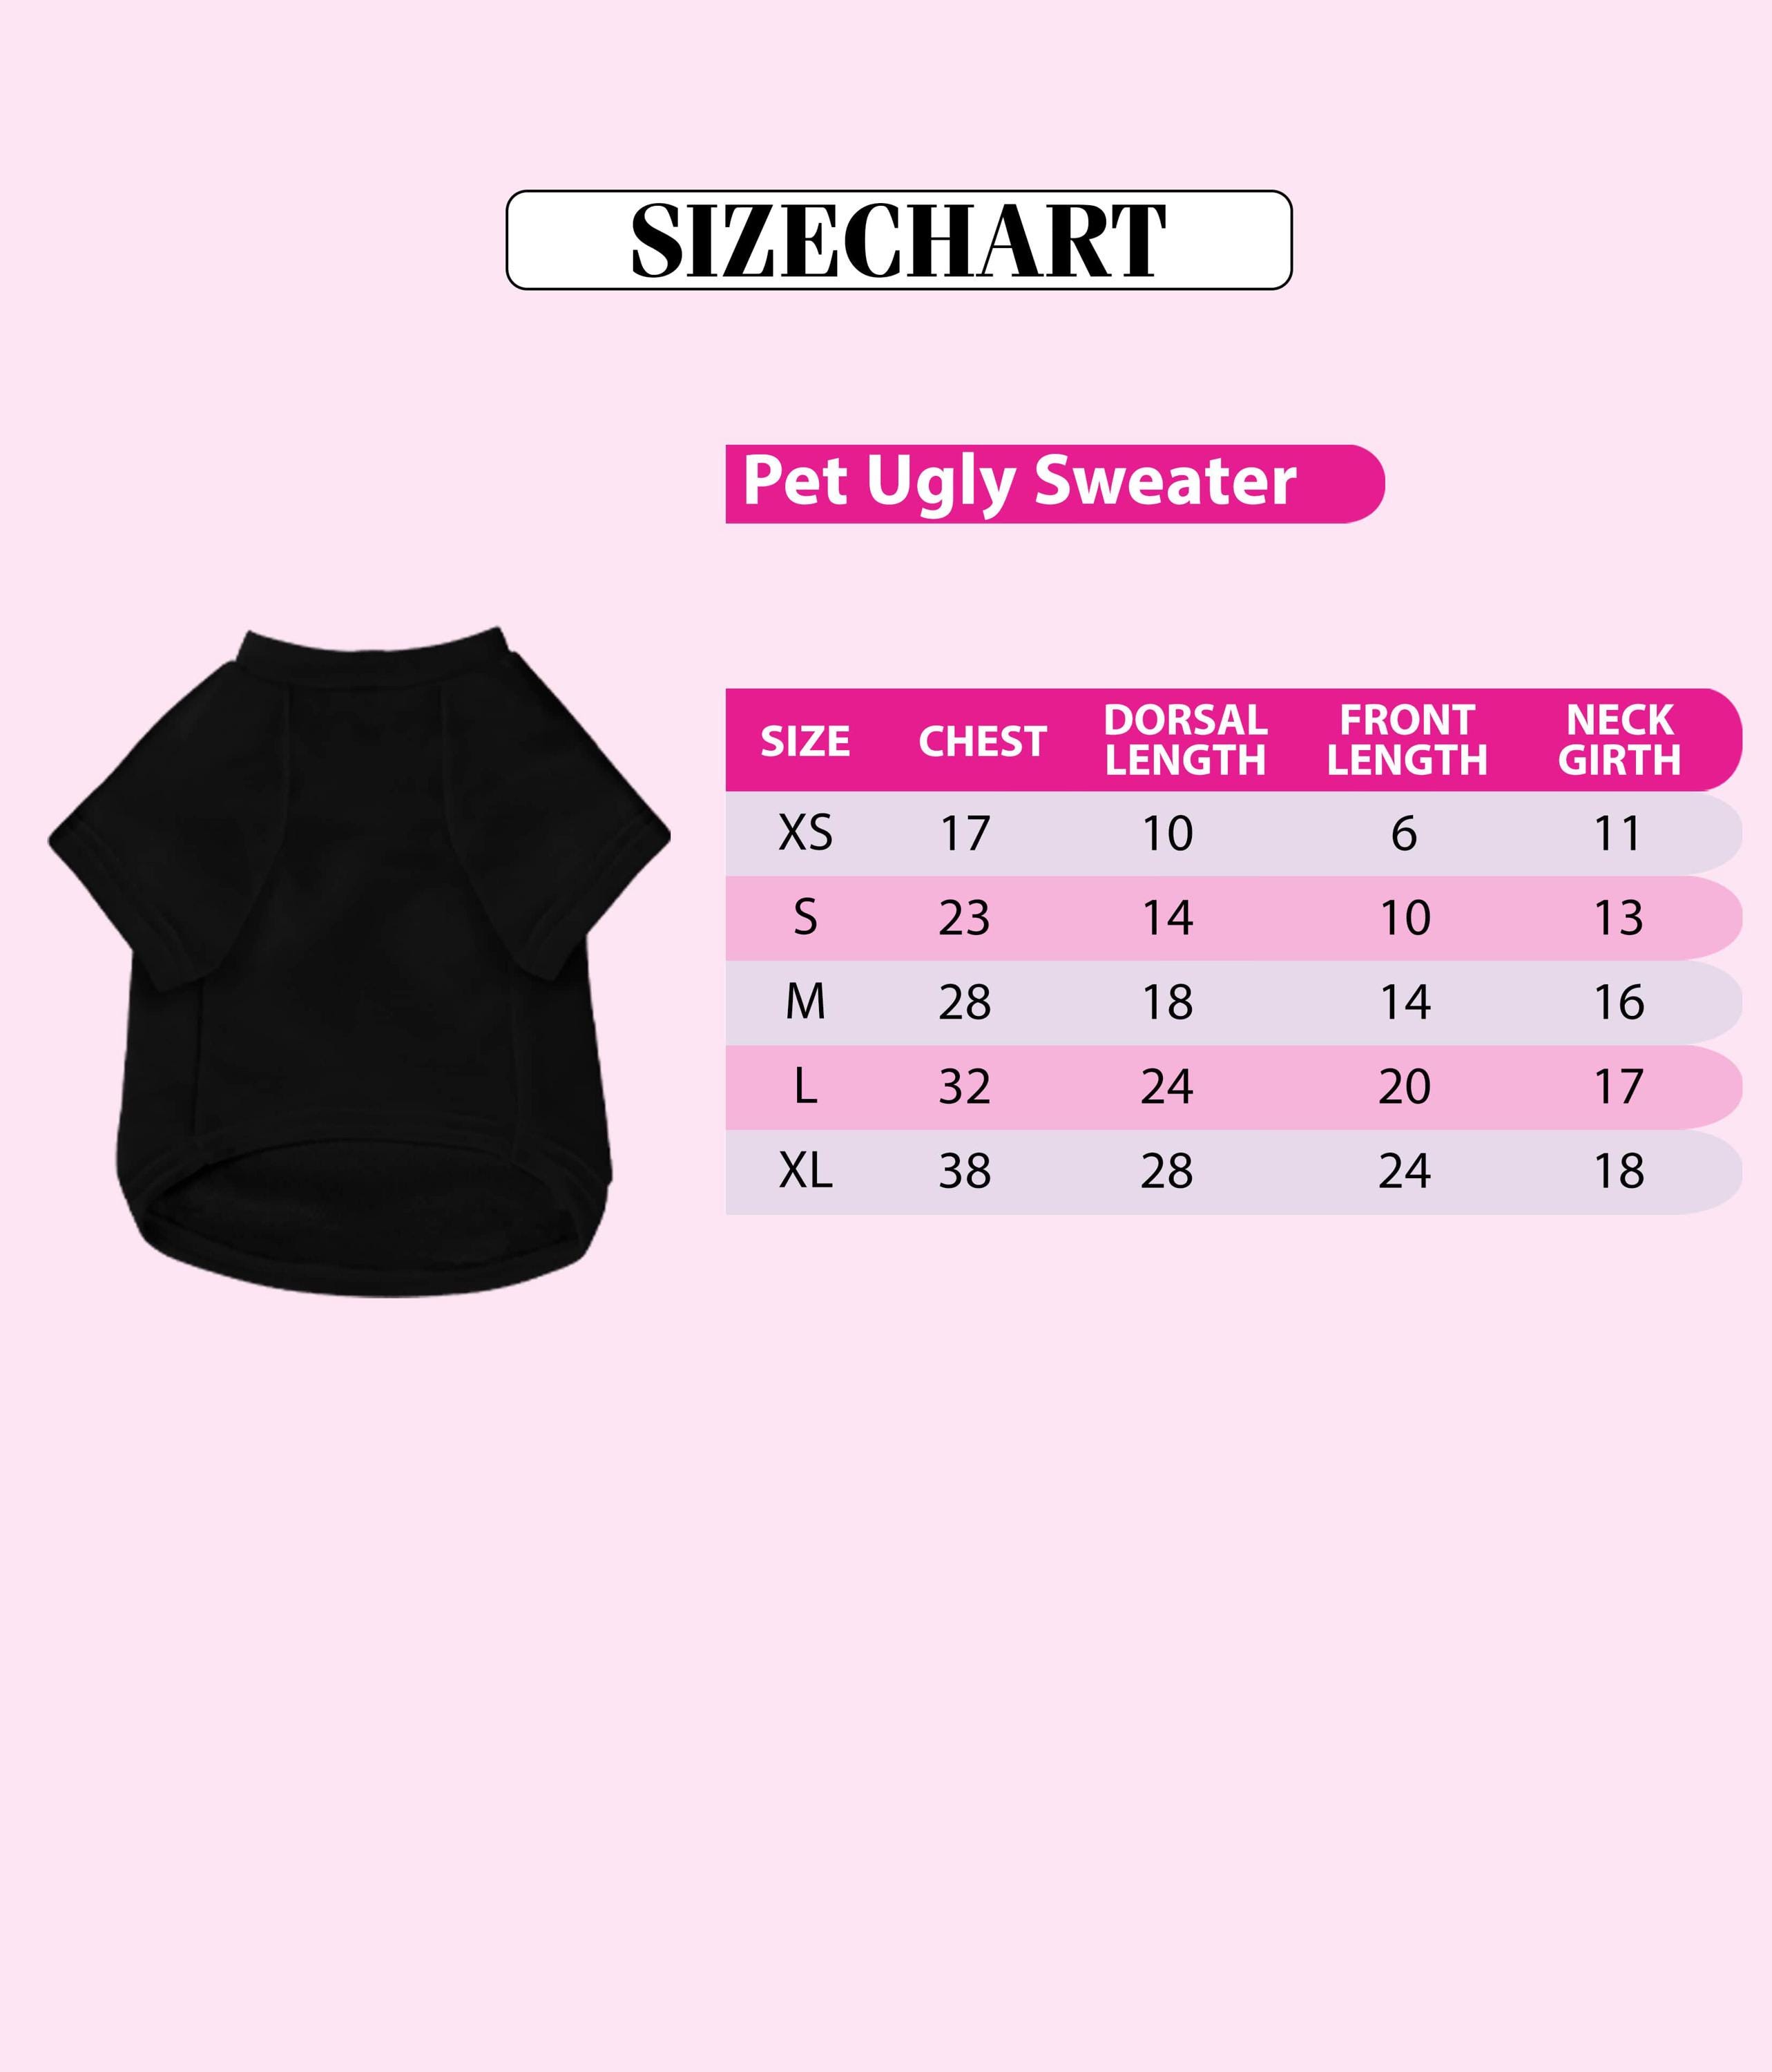 SIZECHART
Pet Ugly Sweater
SIZE CHEST DORSAL LENGTH FRONT LENGTH NECK GIRTH
XS 17 10 6 11
S 23 14 10 13
M 28 18 14 16
L 32 24 20 17
XL 38 28 24 18